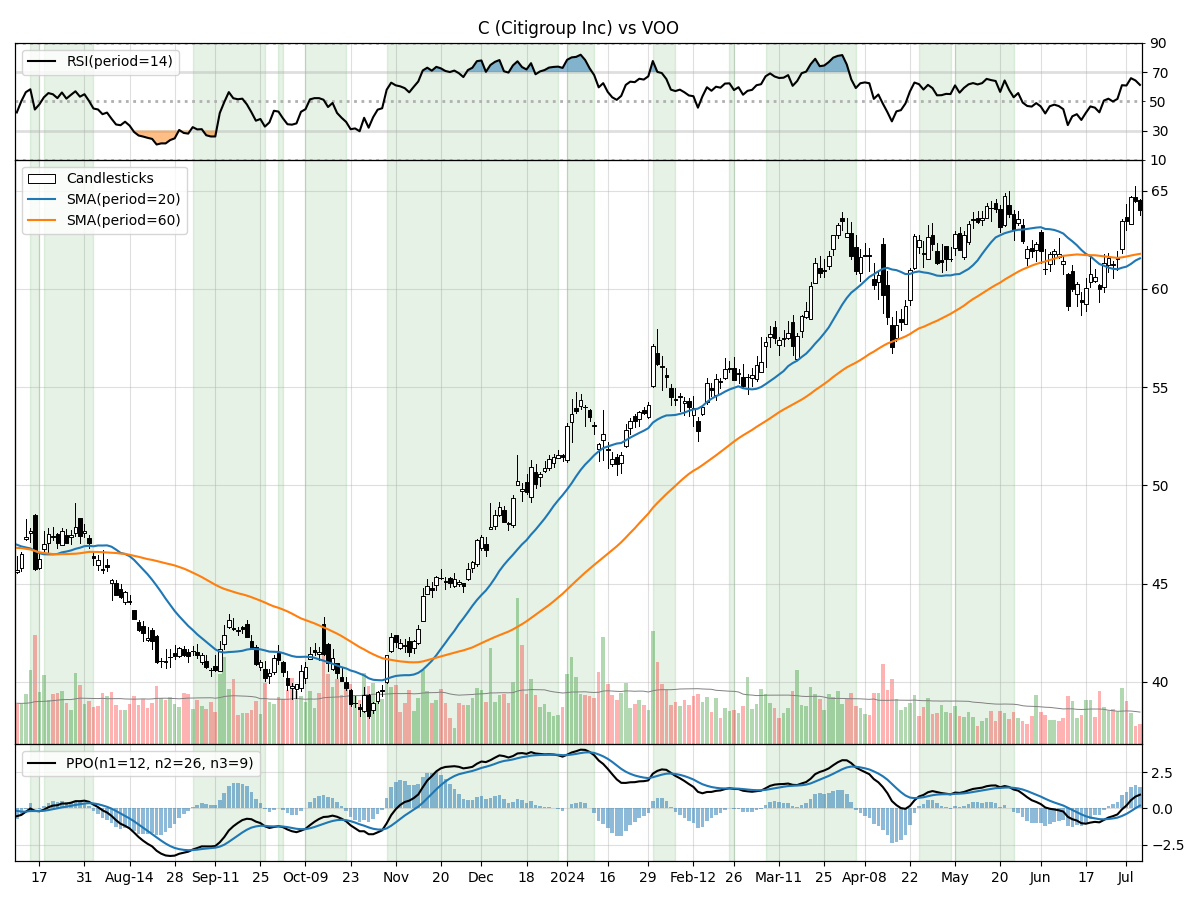 C (Citigroup Inc) vs VOO
RSI(period=14)
90
70
50
30
10
Candlesticks
SMA(period=20)
SMA(period=60)
65
60
55
50
45
40
PPO(n1=12, n2=26, n3=9)
2.5
0.0
−2.5
17 31 Aug-14 28 Sep-11 25 Oct-09 23 Nov 20 Dec 18 2024 16 29 Feb-12 26 Mar-11 25 Apr-08 22 May 20 Jun 17 Jul